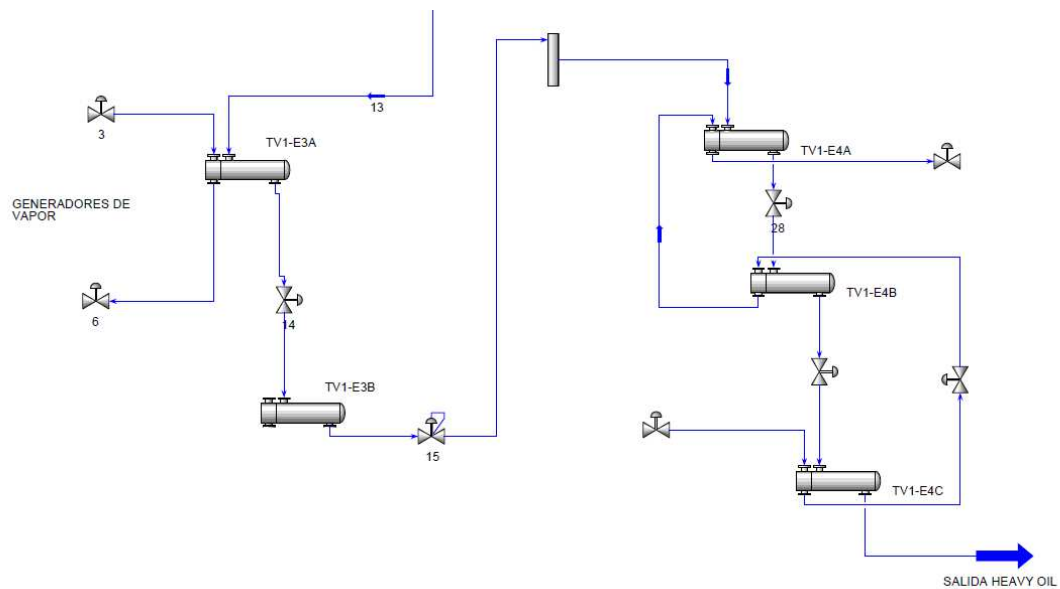 13
3
TV1-E3A
TV1-E4A
GENERADORES DE
VAPOR
28
TV1-E4B
6
14
TV1-E3B
15
TV1-E4C
SALIDA HEAVY OIL